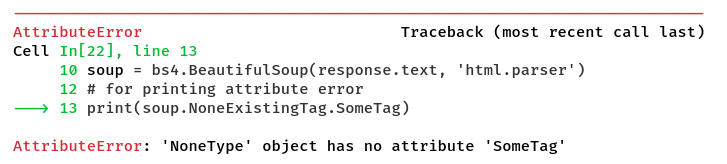 AttributeError Traceback (most recent call last)
Cell In[22], line 13
10 soup = bs4.BeautifulSoup(response.text, 'html.parser')
12 # for printing attribute error
---> 13 print(soup.NoneExistingTag.SomeTag)
AttributeError: 'NoneType' object has no attribute 'SomeTag'